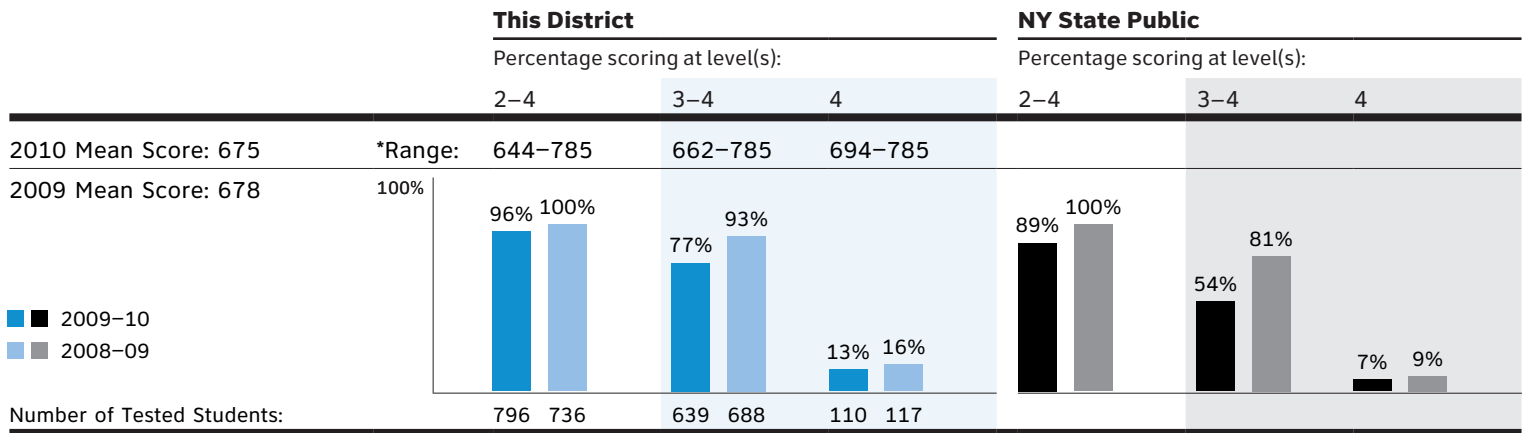 This District NY State Public
Percentage scoring at level(s): Percentage scoring at level(s):
2–4 3–4 4 2–4 3–4 4
2010 Mean Score: 675 *Range: 644–785 662–785 694–785
2009 Mean Score: 678 100%
96% 100% 77% 93% 13% 16% 89% 100% 54% 81% 7% 9%
2009–10
2008–09
Number of Tested Students: 796 736 639 688 110 117